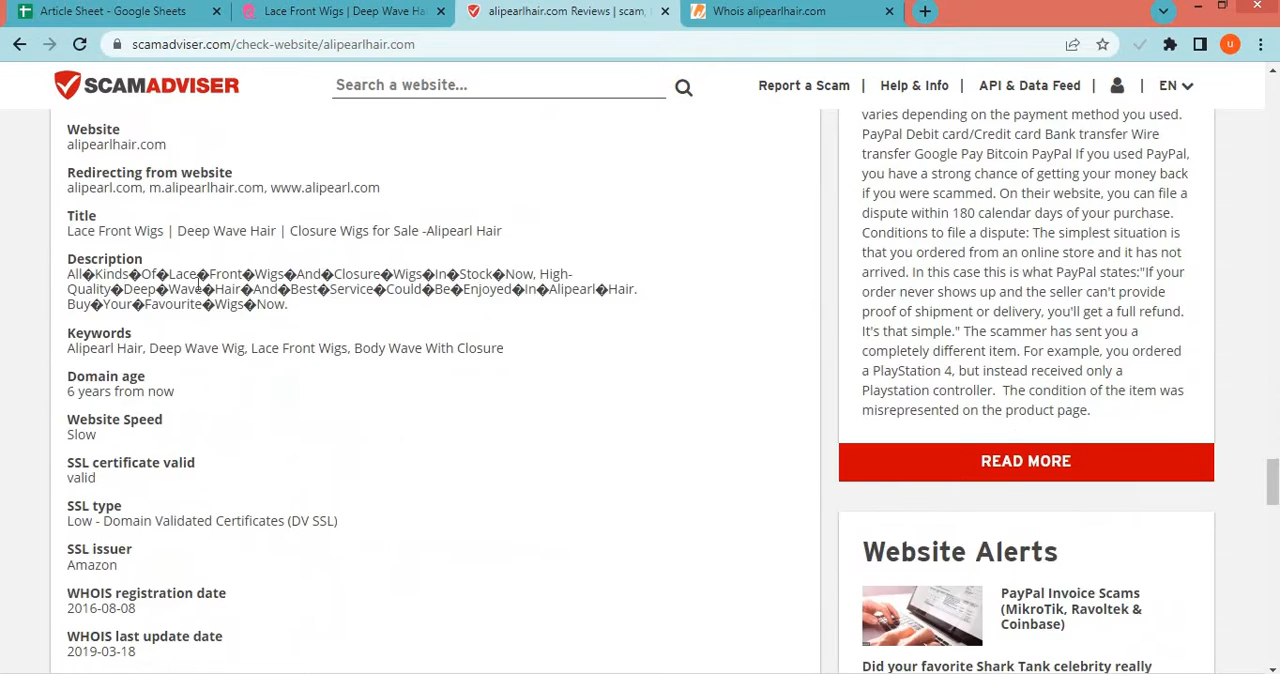 Article Sheet - Google Sheets
Lace Front Wigs | Deep Wave Ha
alipearlhair.com Reviews | scam,
Whois alipearlhair.com
scamadviser.com/check-website/alipearlhair.com
u
SCAMADVISER
Search a website...
Report a Scam | Help & Info | API & Data Feed | EN
Website
alipearlhair.com
Redirecting from website
alipearl.com, m.alipearlhair.com, www.alipearl.com
Title
Lace Front Wigs | Deep Wave Hair | Closure Wigs for Sale -Alipearl Hair
Description
All�Kinds�Of�Lace�Front�Wigs�And�Closure�Wigs�In�Stock�Now, High-
Quality�Deep�Wave�Hair�And�Best�Service�Could�Be�Enjoyed�In�Alipearl�Hair.
Buy�Your�Favourite�Wigs�Now.
Keywords
Alipearl Hair, Deep Wave Wig, Lace Front Wigs, Body Wave With Closure
Domain age
6 years from now
Website Speed
Slow
SSL certificate valid
valid
SSL type
Low - Domain Validated Certificates (DV SSL)
SSL issuer
Amazon
WHOIS registration date
2016-08-08
WHOIS last update date
2019-03-18
varies depending on the payment method you used.
PayPal Debit card/Credit card Bank transfer Wire
transfer Google Pay Bitcoin PayPal If you used PayPal,
you have a strong chance of getting your money back
if you were scammed. On their website, you can file a
dispute within 180 calendar days of your purchase.
Conditions to file a dispute: The simplest situation is
that you ordered from an online store and it has not
arrived. In this case this is what PayPal states:"If your
order never shows up and the seller can't provide
proof of shipment or delivery, you'll get a full refund.
It's that simple." The scammer has sent you a
completely different item. For example, you ordered
a PlayStation 4, but instead received only a
Playstation controller.  The condition of the item was
misrepresented on the product page.
READ MORE
Website Alerts
PayPal Invoice Scams
(MikroTik, Ravoltek &
Coinbase)
Did your favorite Shark Tank celebrity really